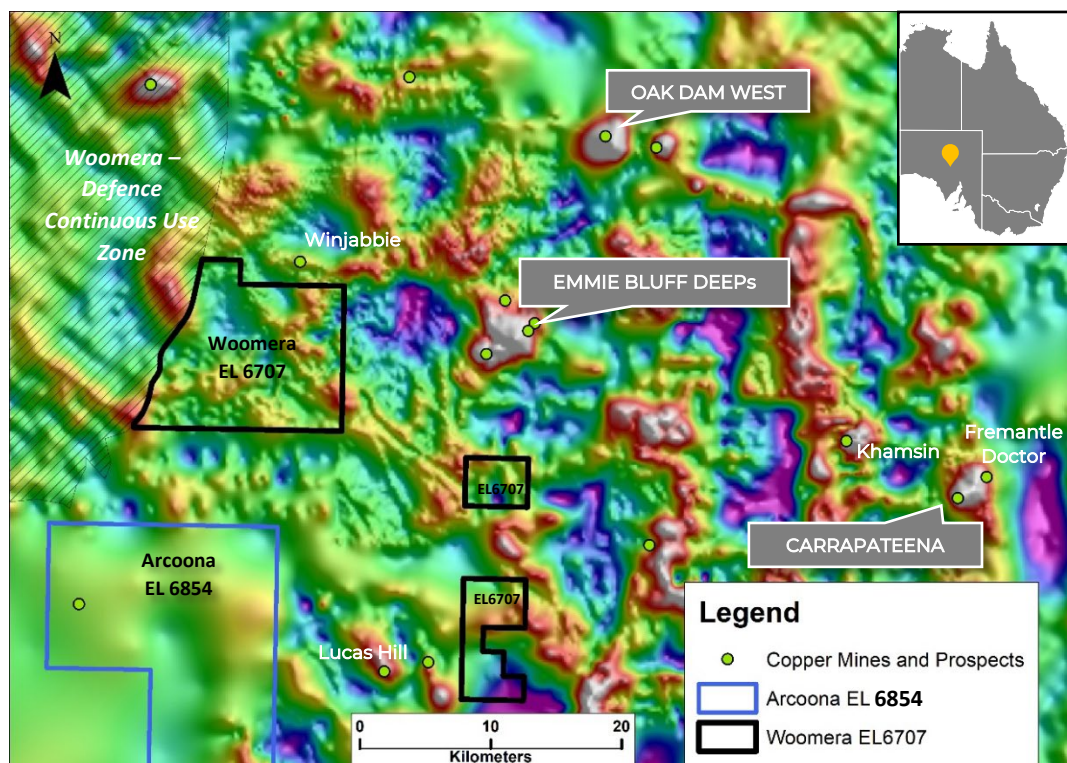 N
OAK DAM WEST
Woomera –
Defence
Continuous Use
Zone
Winjabbie
EMMIE BLUFF DEEPs
Woomera
EL 6707
Khamsin
Fremantle
Doctor
EL6707
CARRAPATEENA
Arcoona
EL 6854
EL6707
Lucas Hill
Legend
Copper Mines and Prospects
Arcoona EL 6854
Woomera EL6707
0 10 20
Kilometers